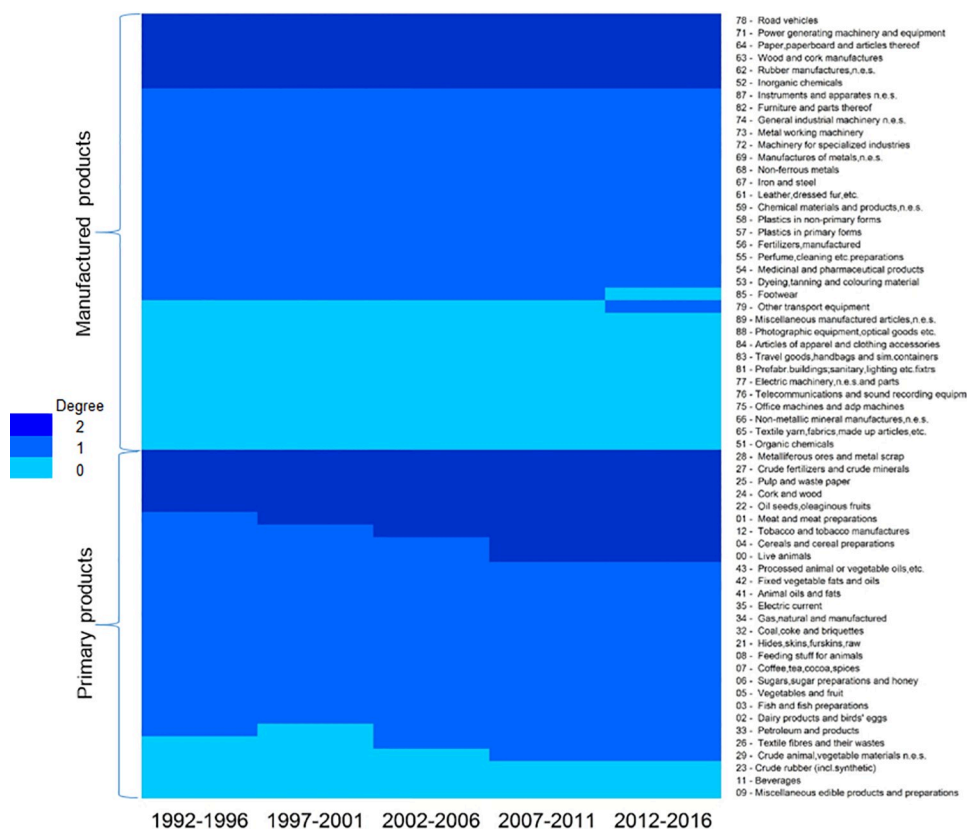 Manufactured products
Primary products
Degree
2
1
0
78 - Road vehicles
71 - Power generating machinery and equipment
64 - Paper,paperboard and articles thereof
63 - Wood and cork manufactures
62 - Rubber manufactures,n.e.s.
52 - Inorganic chemicals
87 - Instruments and apparates n.e.s.
82 - Furniture and parts thereof
74 - General industrial machinery n.e.s.
73 - Metal working machinery
72 - Machinery for specialized industries
69 - Manufactures of metals,n.e.s.
68 - Non-ferrous metals
67 - Iron and steel
61 - Leather,dressed fur,etc.
59 - Chemical materials and products,n.e.s.
58 - Plastics in non-primary forms
57 - Plastics in primary forms
56 - Fertilizers,manufactured
55 - Perfume,cleaning etc.preparations
54 - Medicinal and pharmaceutical products
53 - Dyeing,tanning and colouring material
85 - Footwear
79 - Other transport equipment
89 - Miscellaneous manufactured articles,n.e.s.
88 - Photographic equipment,optical goods etc.
84 - Articles of apparel and clothing accessories
83 - Travel goods,handbags and sim.containers
81 - Prefabr.buildings;sanitary,lighting etc.fixtrs
77 - Electric machinery,n.e.s.and parts
76 - Telecommunications and sound recording equipm
75 - Office machines and adp machines
66 - Non-metallic mineral manufactures,n.e.s.
65 - Textile yarn,fabrics,made up articles,etc.
51 - Organic chemicals
28 - Metalliferous ores and metal scrap
27 - Crude fertilizers and crude minerals
25 - Pulp and waste paper
24 - Cork and wood
22 - Oil seeds,oleaginous fruits
01 - Meat and meat preparations
12 - Tobacco and tobacco manufactures
04 - Cereals and cereal preparations
00 - Live animals
43 - Processed animal or vegetable oils,etc.
42 - Fixed vegetable fats and oils
41 - Animal oils and fats
35 - Electric current
34 - Gas,natural and manufactured
32 - Coal,coke and briquettes
21 - Hides,skins,furskins,raw
08 - Feeding stuff for animals
07 - Coffee,tea,cocoa,spices
06 - Sugars,sugar preparations and honey
05 - Vegetables and fruit
03 - Fish and fish preparations
02 - Dairy products and birds' eggs
33 - Petroleum and products
26 - Textile fibres and their wastes
29 - Crude animal,vegetable materials n.e.s.
23 - Crude rubber (incl.synthetic)
11 - Beverages
09 - Miscellaneous edible products and preparations
1992-1996 1997-2001 2002-2006 2007-2011 2012-2016